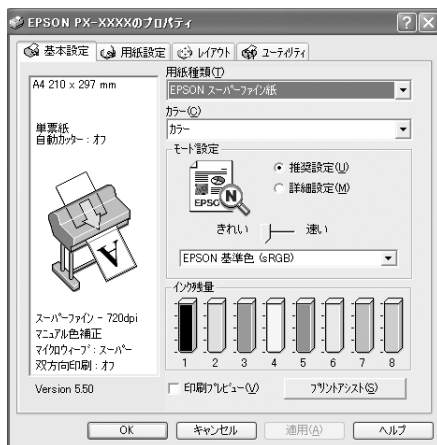 EPSON PX-XXXXのプロパティ
基本設定 用紙設定 レイアウト ユーティリティ
A4 210 x 297 mm
単票紙
自動カッター : オフ
スーパーファイン - 720dpi
マニュアル色補正
マイクロウィーブ : スーパー
双方向印刷 : オフ
Version 5.50
用紙種類(T)
EPSON スーパーファイン紙
カラー(C)
カラー
モード設定
EPSO
N
推奨設定(U)
詳細設定(M)
きれい 速い
EPSON 基準色 (sRGB)
インク残量
1 2 3 4 5 6 7 8
印刷プレビュー(V) プリントアシスト(S)
OK キャンセル 適用(A) ヘルプ